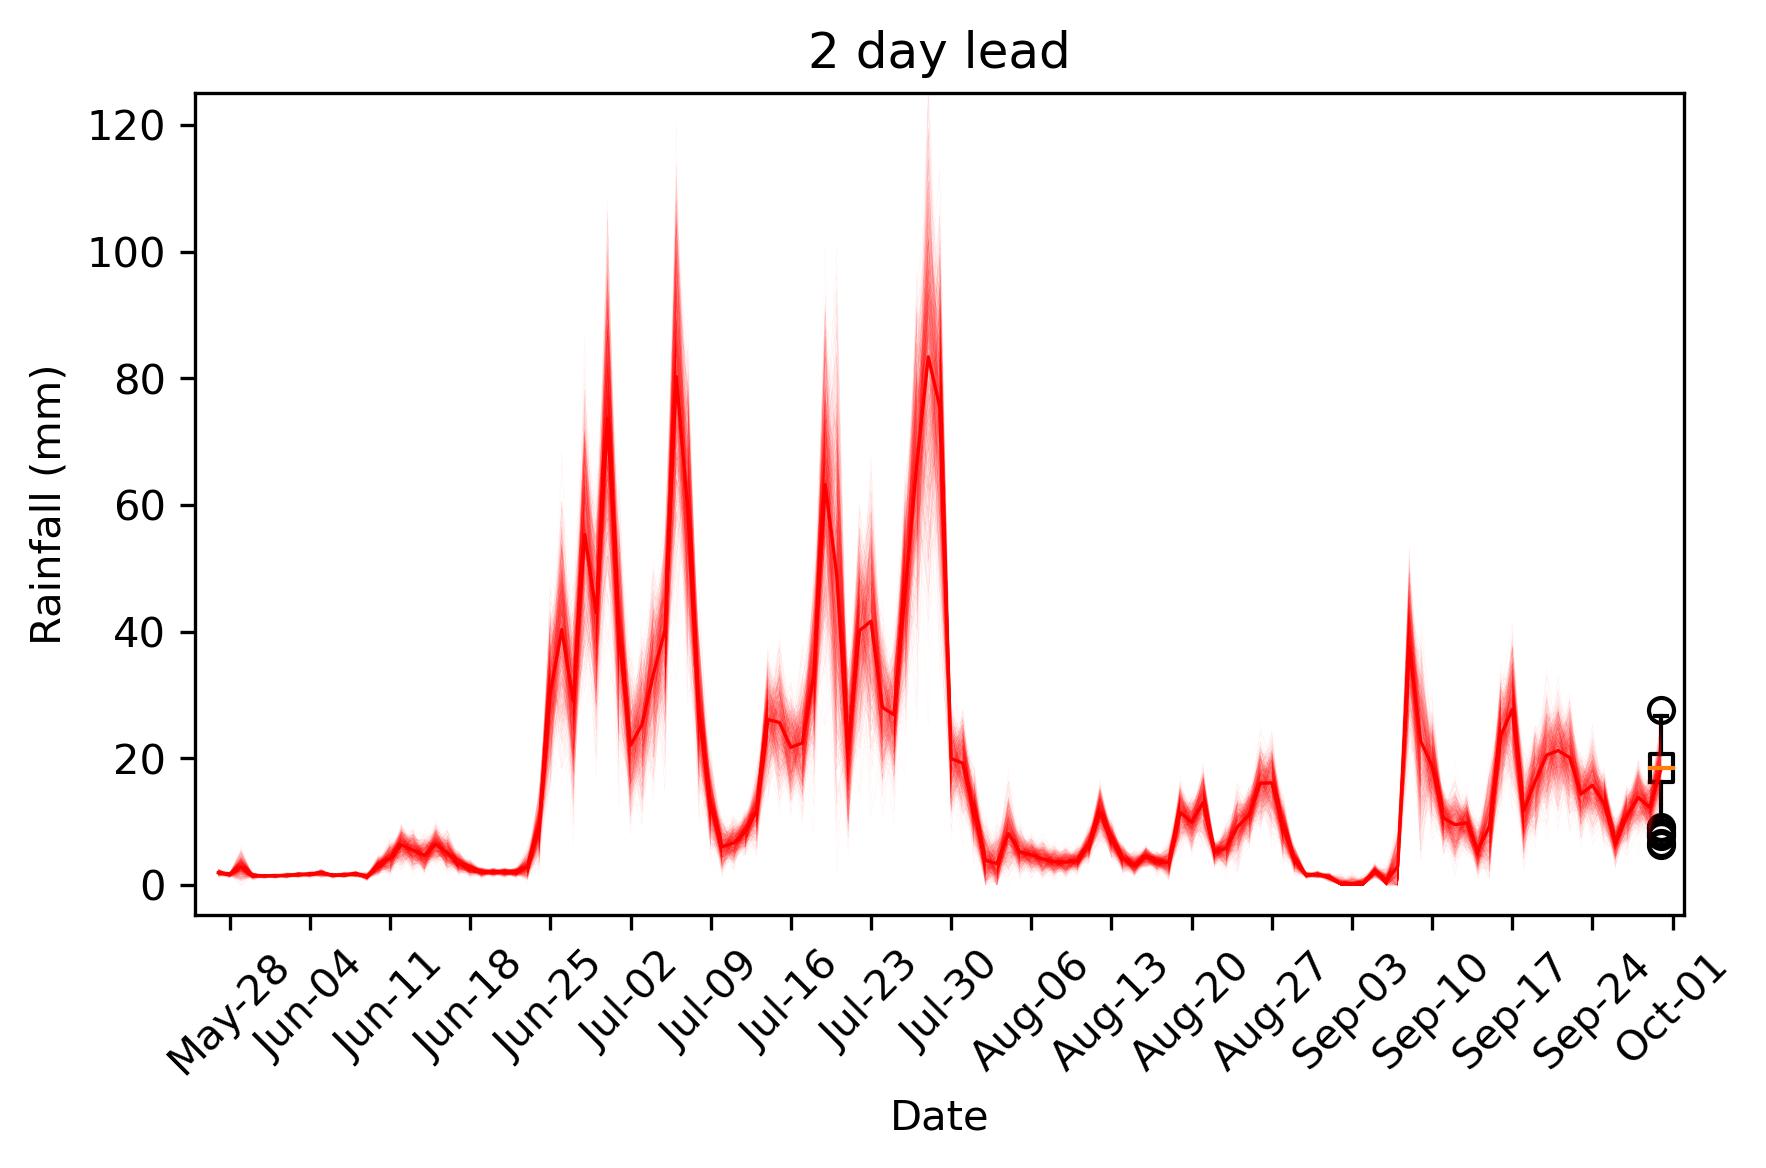 2 day lead
Rainfall (mm)
120
100
80
60
40
20
0
May-28
Jun-04
Jun-11
Jun-18
Jun-25
Jul-02
Jul-09
Jul-16
Jul-23
Jul-30
Aug-06
Aug-13
Aug-20
Aug-27
Sep-03
Sep-10
Sep-17
Sep-24
Oct-01
Date